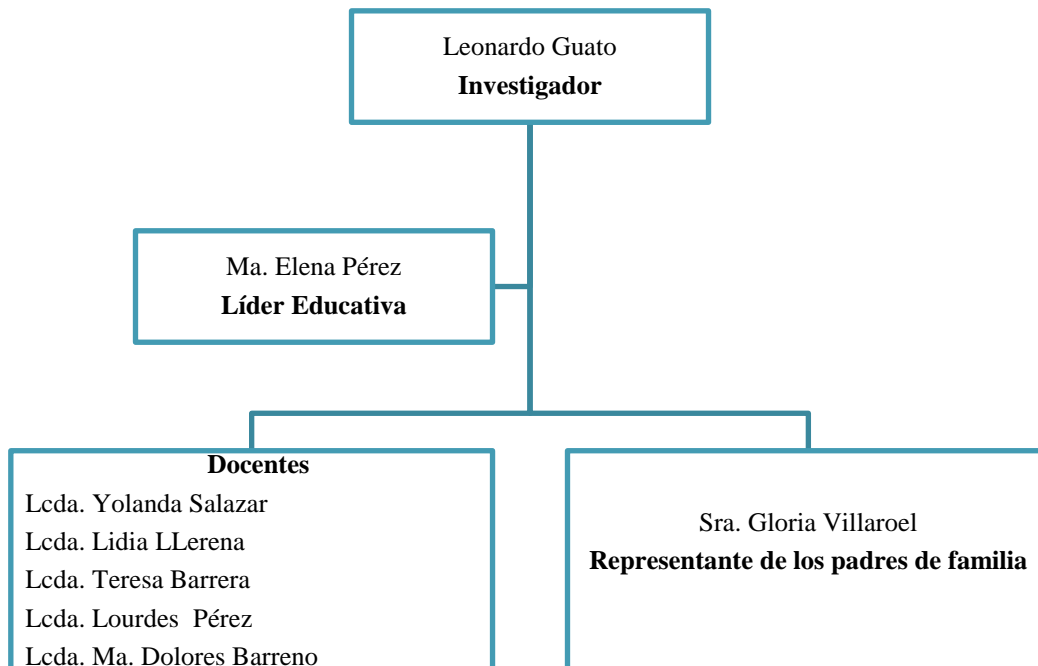 Leonardo Guato
Investigador
Ma. Elena Pérez
Líder Educativa
Docentes
Lcda. Yolanda Salazar
Lcda. Lidia LLerena
Lcda. Teresa Barrera
Lcda. Lourdes  Pérez
Lcda. Ma. Dolores Barreno
Sra. Gloria Villaroel
Representante de los padres de familia